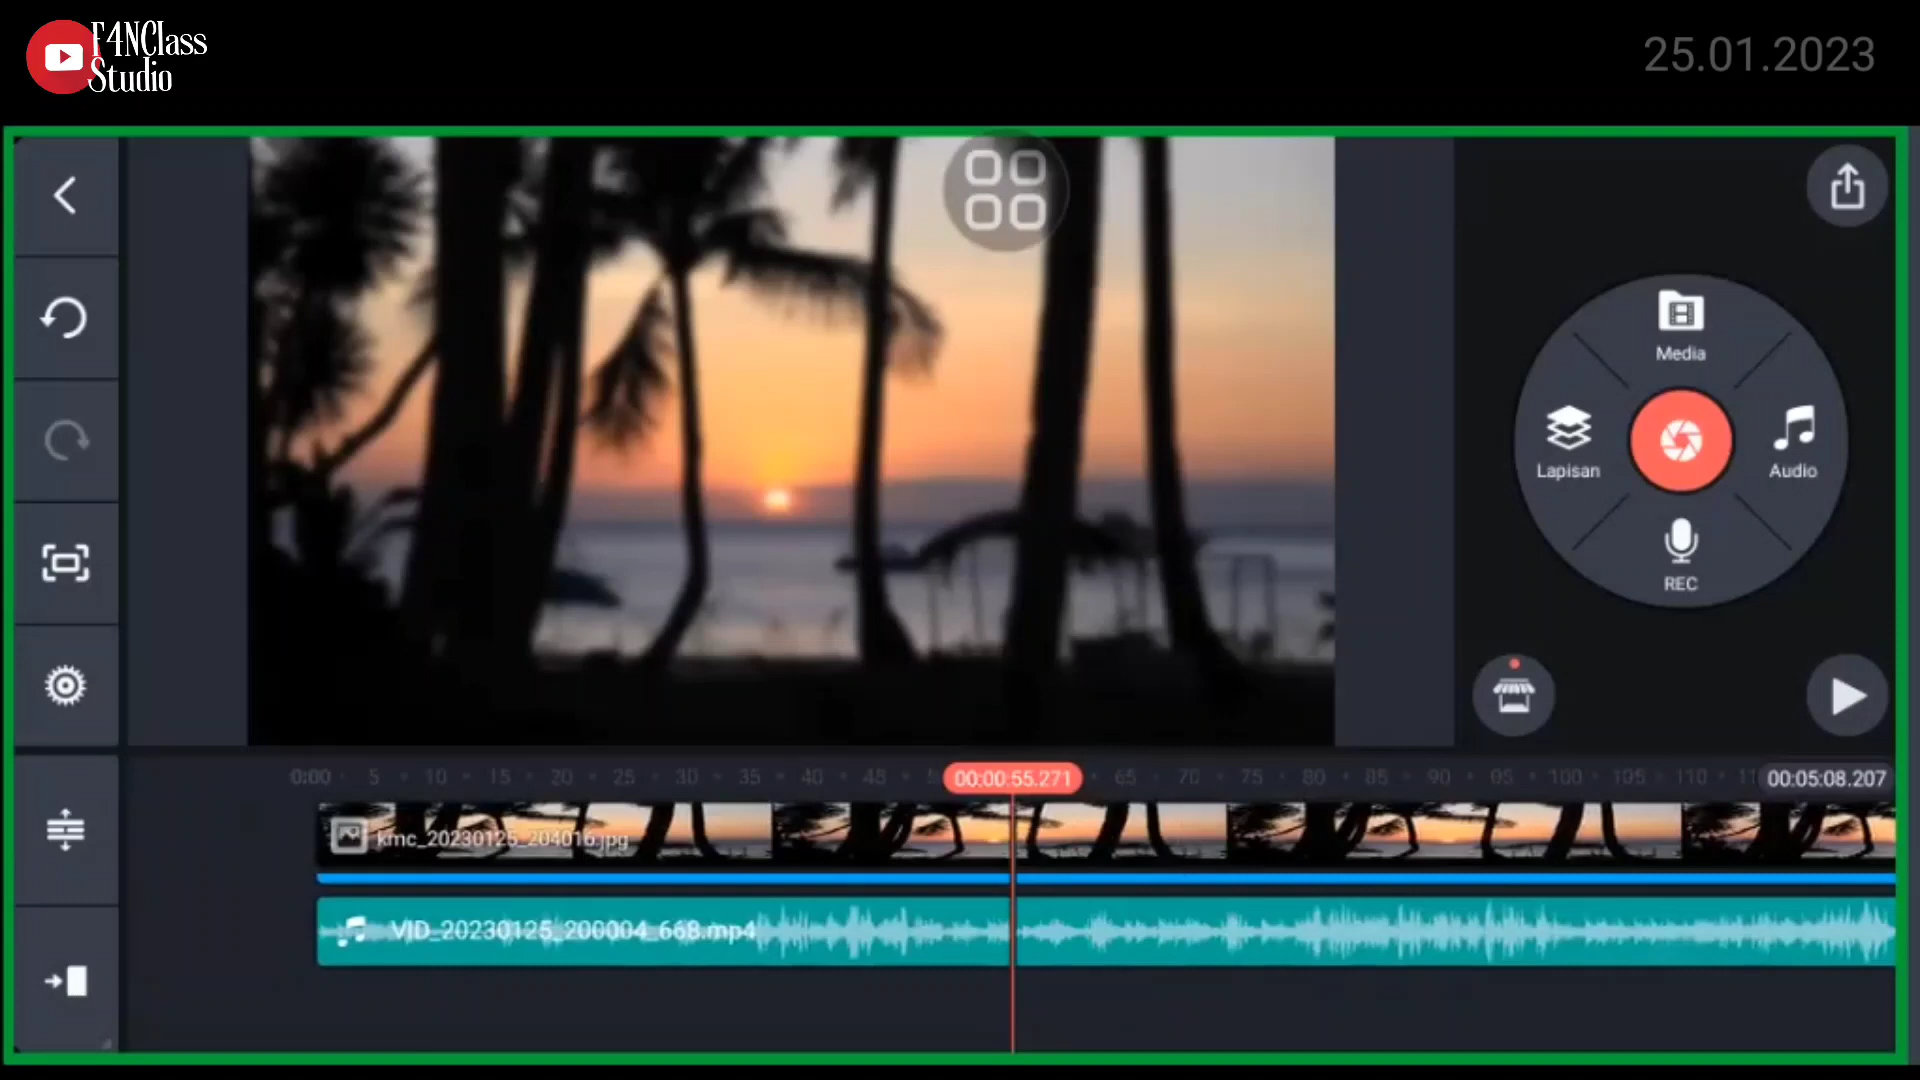 F4NClass
Studio
25.01.2023
Media
Lapisan
Audio
REC
0:00 5 10 15 20 25 30 35 40 45 00:00:55.271 65 70 75 80 85 90 95 100 105 110 00:05:08.207
kmc_20230125_204016.jpg
VID_20230125_200004_668.mp4